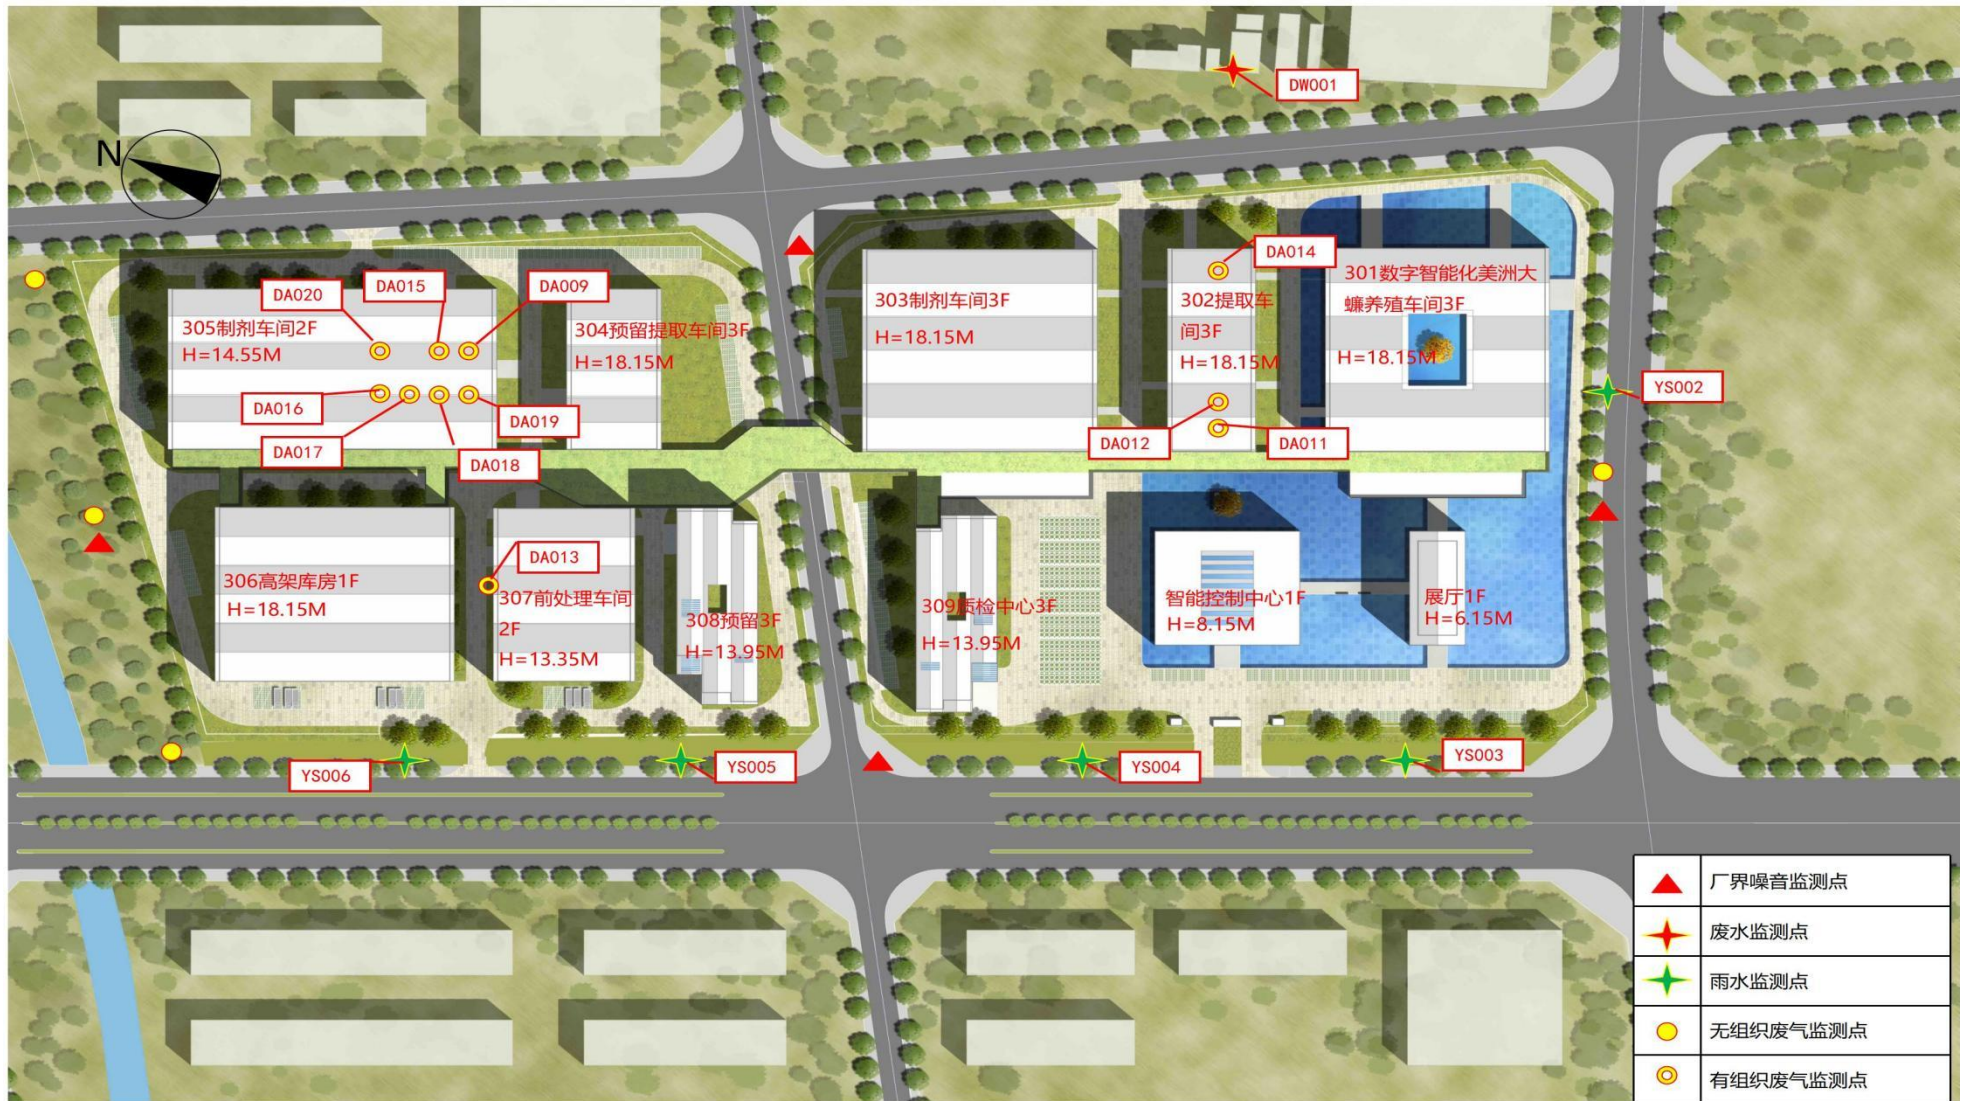 DW001
N
DA014
DA020
DA015
DA009
301数字智能化美洲大
蠊养殖车间3F
H=18.15M
303制剂车间3F
H=18.15M
302提取车
间3F
H=18.15M
305制剂车间2F
H=14.55M
304预留提取车间3F
H=18.15M
YS002
DA016
DA019
DA017
DA018
DA012
DA011
DA013
306高架库房1F
H=18.15M
307前处理车间
2F
H=13.35M
308预留3F
H=13.95M
309质检中心3F
H=13.95M
智能控制中心1F
H=8.15M
展厅1F
H=6.15M
YS006
YS005
YS004
YS003
厂界噪音监测点
废水监测点
雨水监测点
无组织废气监测点
有组织废气监测点